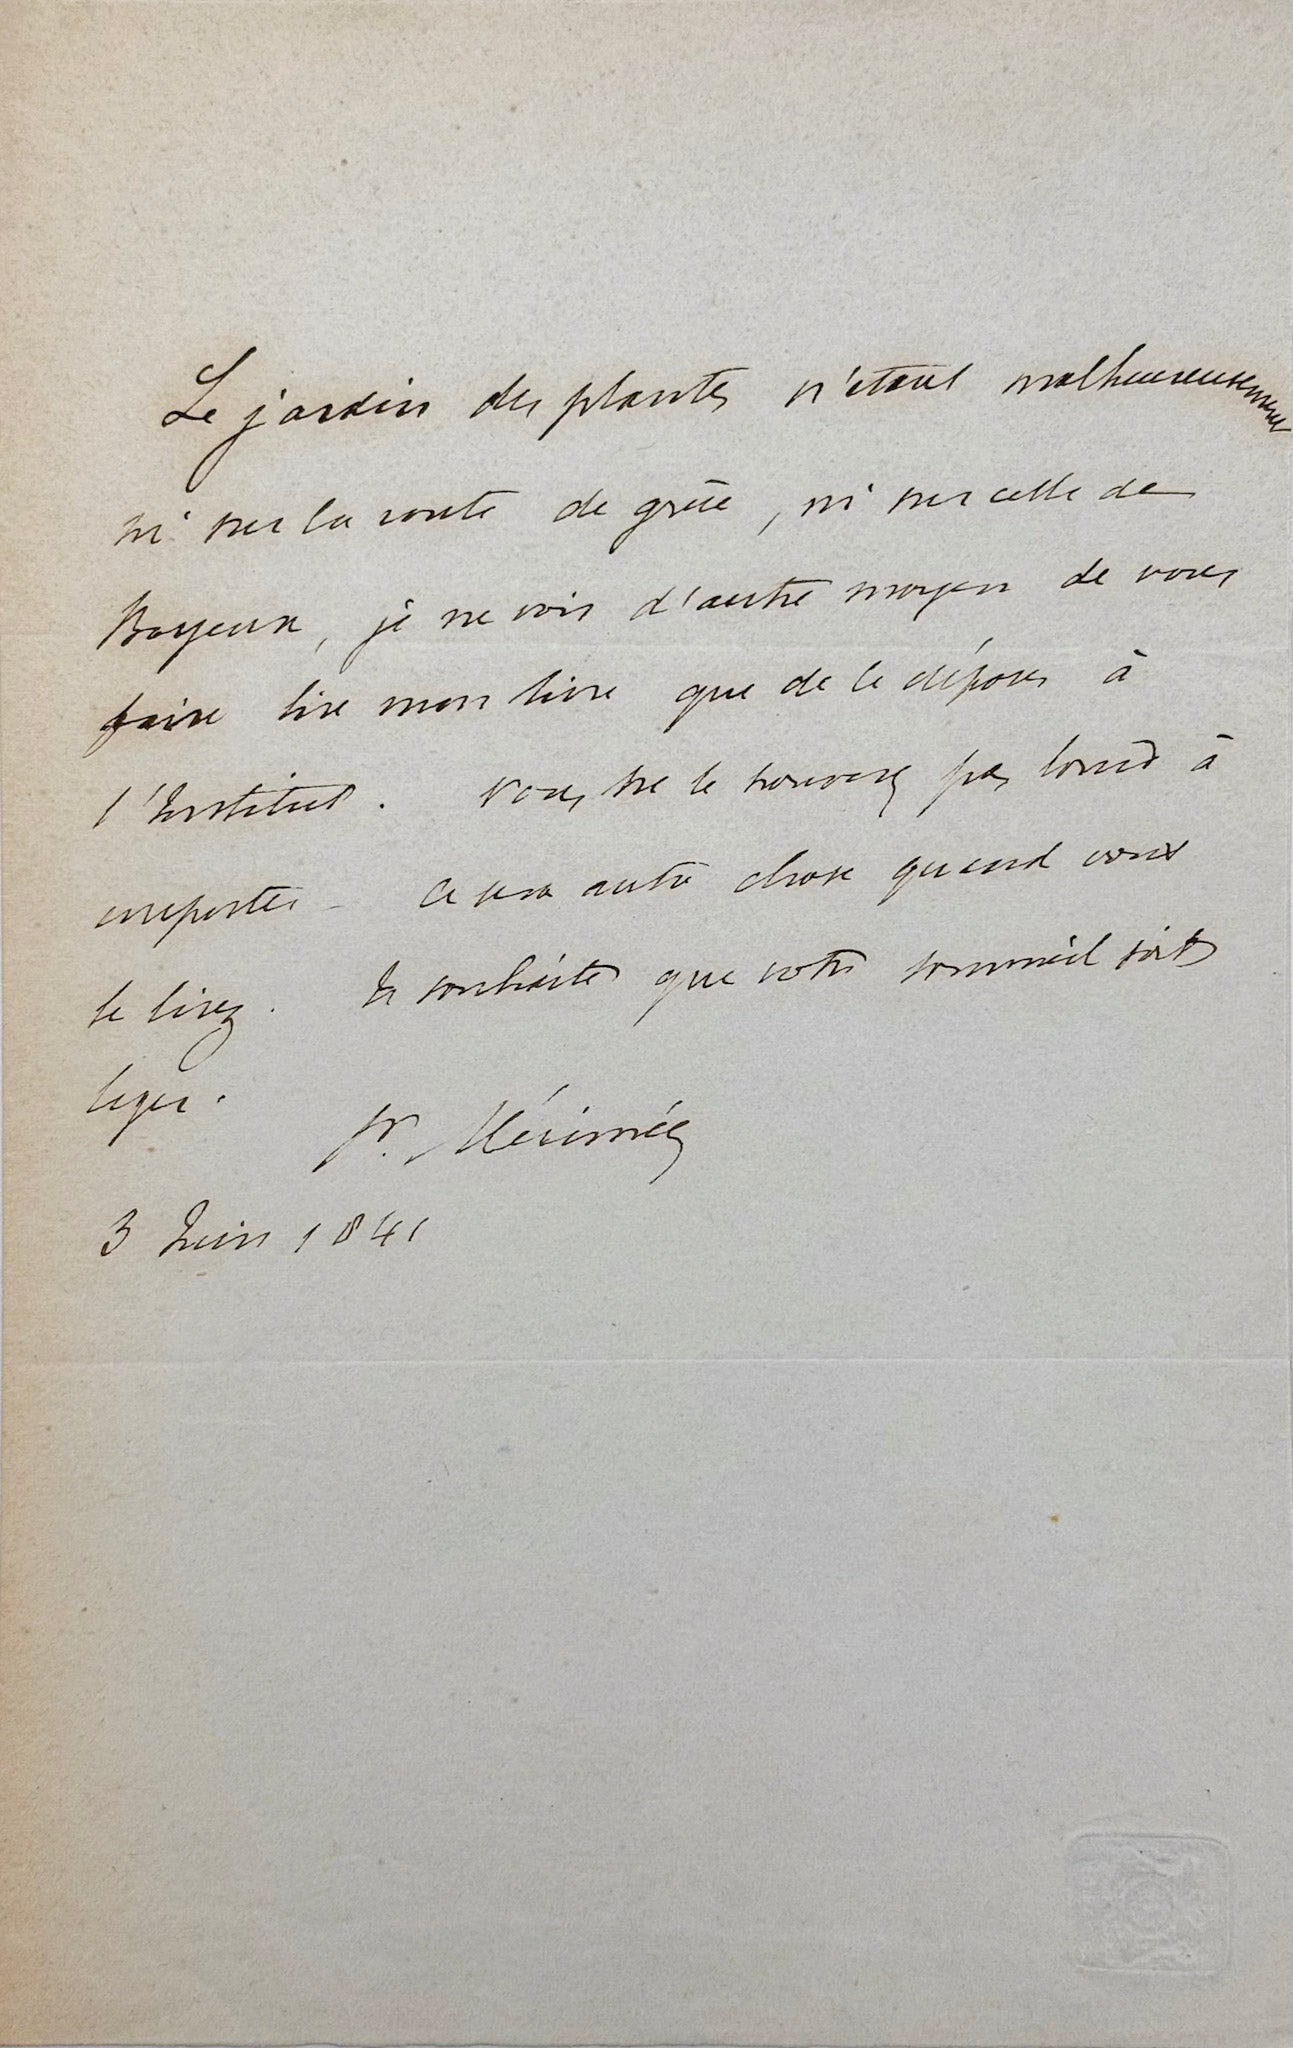 Le jardin des plantes n'étant malheureusement
ni sur la route de grèce, ni sur celle de
Bayeux, je ne vois d'autre moyen de vous
faire lire mon livre que de le déposer à
l'Institut. Vous ne le trouverez pas lourd à
emporter – ce sera autre chose quand vous
le lirez. Je souhaite que votre sommeil soit
leger.
Pr. Mérimée
3 Juin 1841